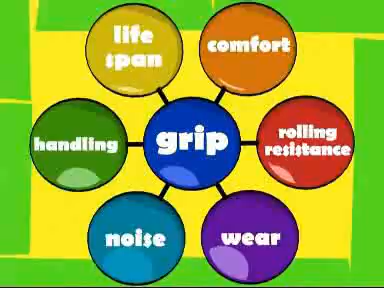 life
span
comfort
handling
grip
rolling
resistance
noise
wear